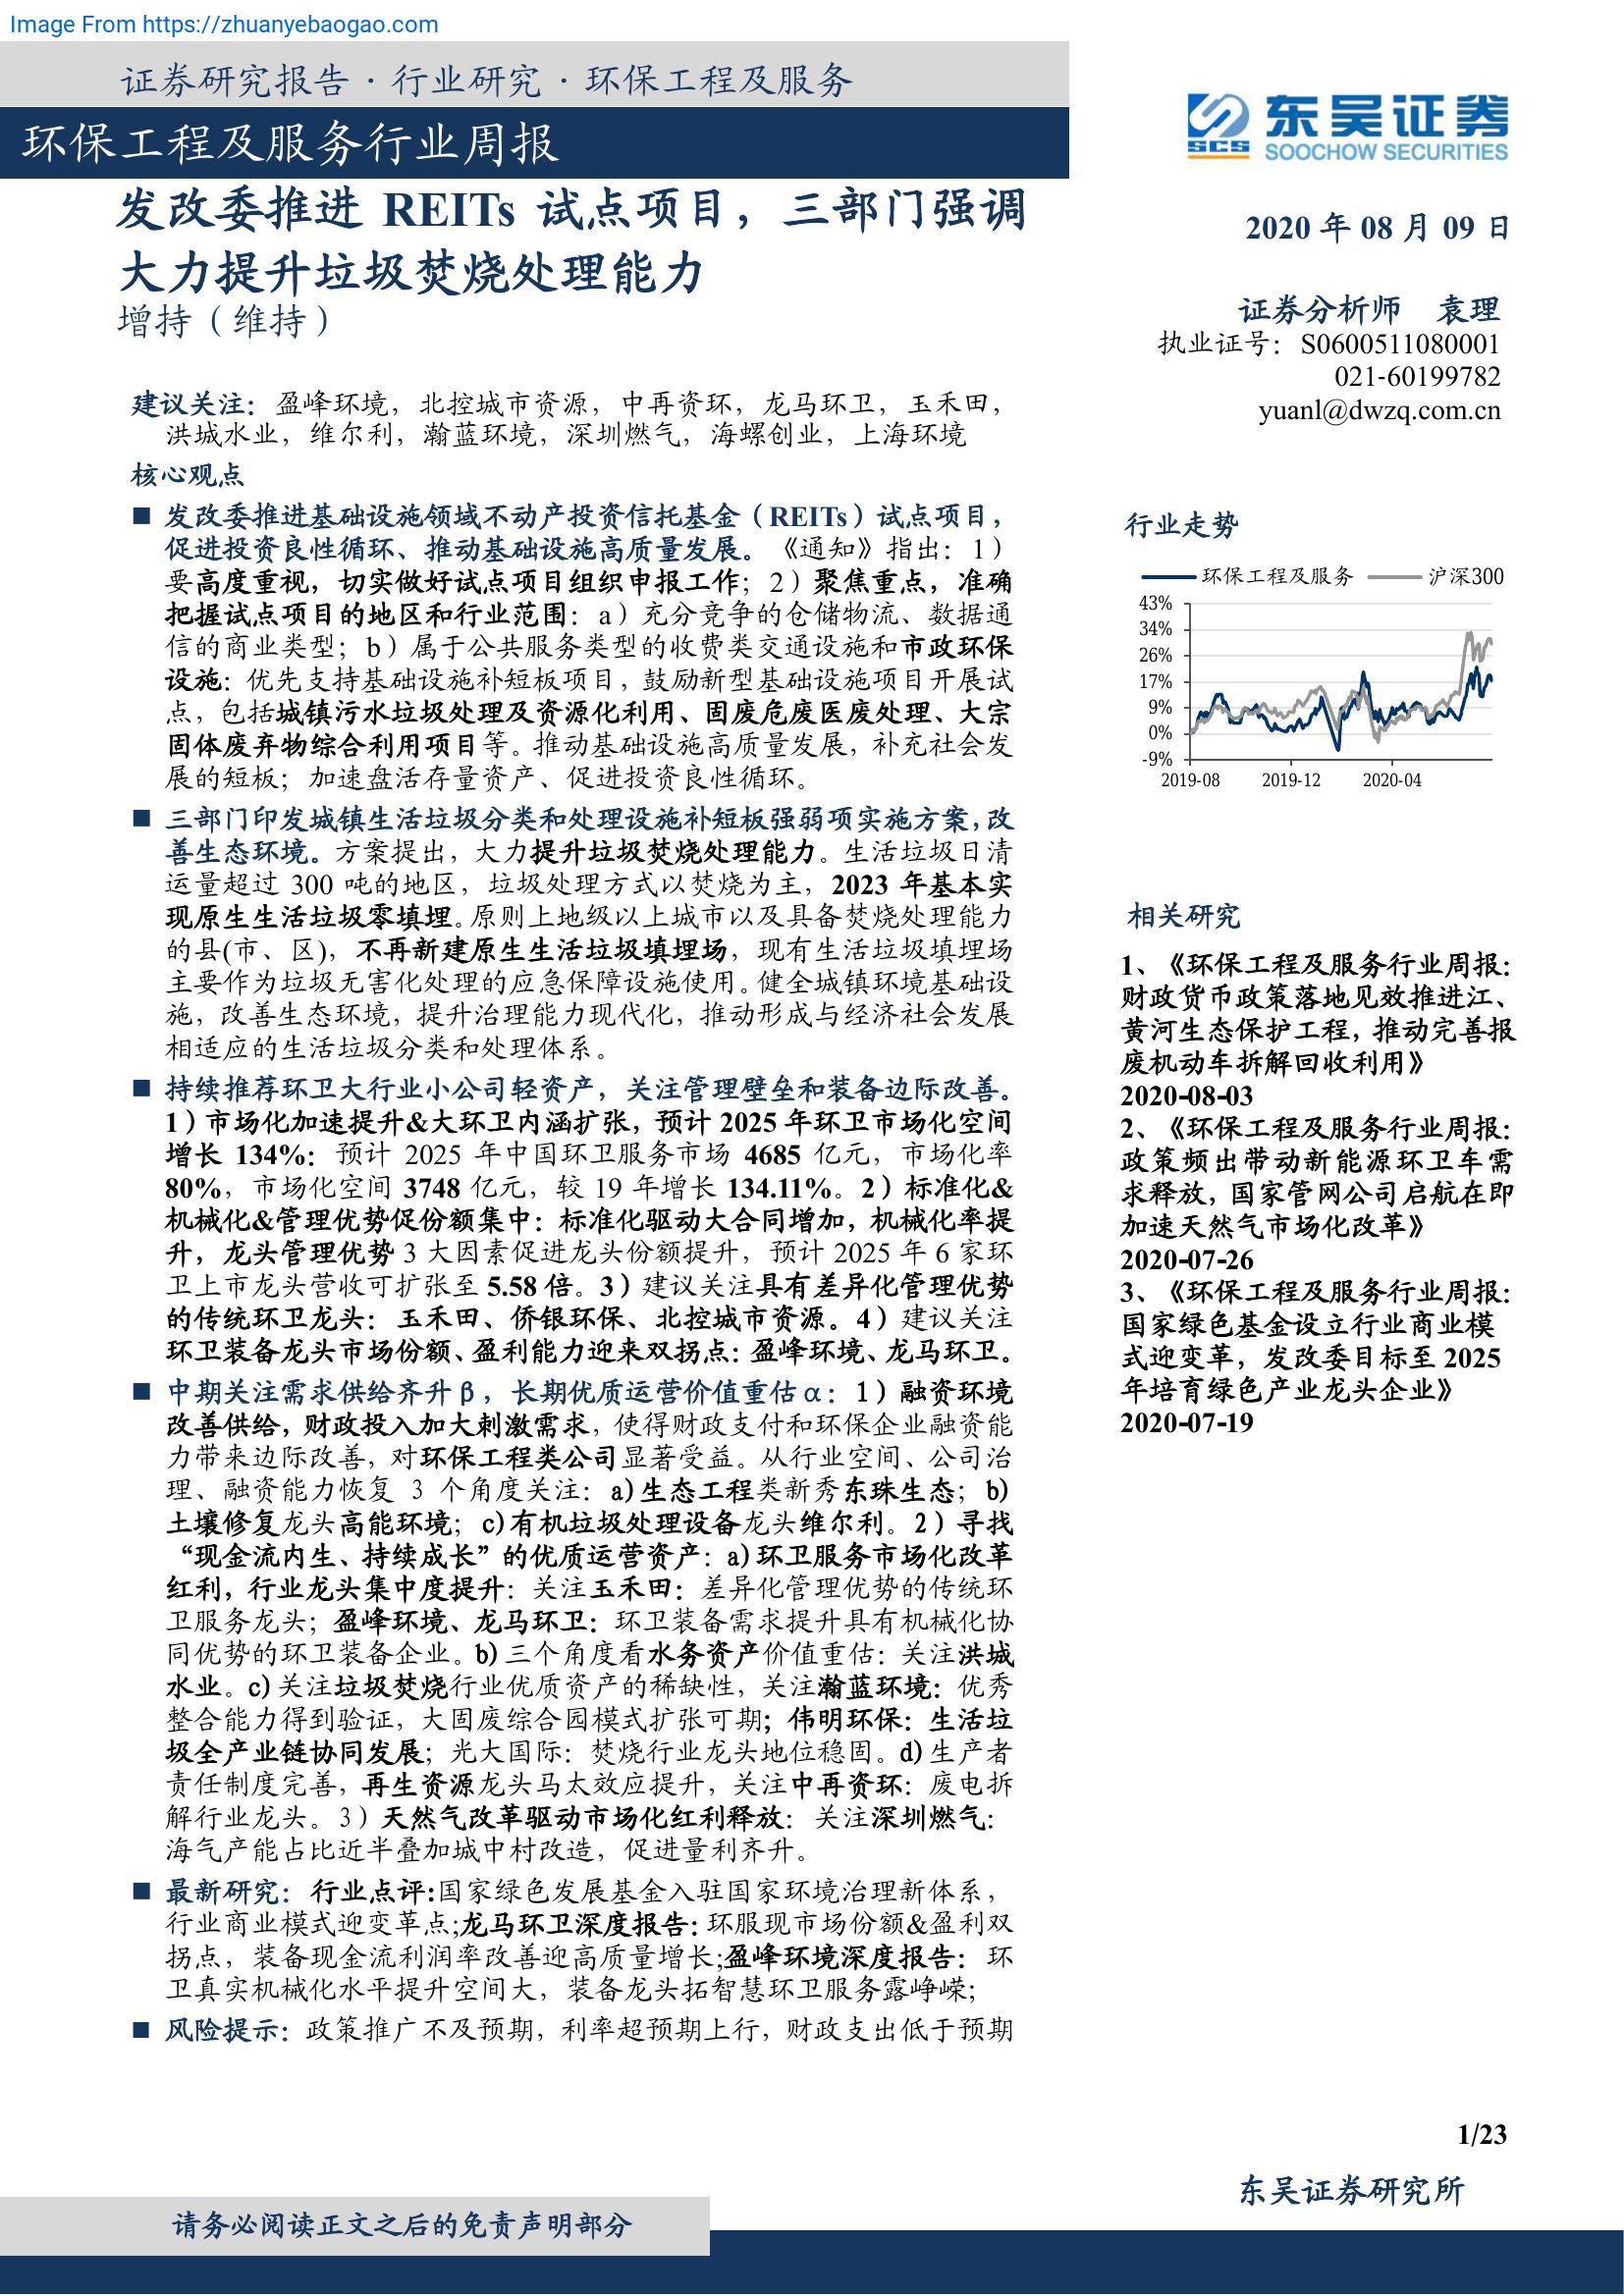 Image From https://zhuanyebaogao.com
证券研究报告 · 行业研究 · 环保工程及服务
环保工程及服务行业周报
东吴证券
SCS
SOOCHOW SECURITIES
发改委推进 REITs 试点项目，三部门强调
大力提升垃圾焚烧处理能力
增持（维持）
2020 年 08 月 09 日
证券分析师 袁理
执业证号：S0600511080001
021-60199782
yuanl@dwzq.com.cn
建议关注：盈峰环境，北控城市资源，中再资环，龙马环卫，玉禾田，
洪城水业，维尔利，瀚蓝环境，深圳燃气，海螺创业，上海环境
核心观点
■ 发改委推进基础设施领域不动产投资信托基金（REITs）试点项目，
促进投资良性循环、推动基础设施高质量发展。《通知》指出：1）
要高度重视，切实做好试点项目组织申报工作；2）聚焦重点，准确
把握试点项目的地区和行业范围：a）充分竞争的仓储物流、数据通
信的商业类型；b）属于公共服务类型的收费类交通设施和市政环保
设施：优先支持基础设施补短板项目，鼓励新型基础设施项目开展试
点，包括城镇污水垃圾处理及资源化利用、固废危废医废处理、大宗
固体废弃物综合利用项目等。推动基础设施高质量发展，补充社会发
展的短板；加速盘活存量资产、促进投资良性循环。
■ 三部门印发城镇生活垃圾分类和处理设施补短板强弱项实施方案，改
善生态环境。方案提出，大力提升垃圾焚烧处理能力。生活垃圾日清
运量超过 300 吨的地区，垃圾处理方式以焚烧为主，2023 年基本实
现原生生活垃圾零填埋。原则上地级以上城市以及具备焚烧处理能力
的县(市、区)，不再新建原生生活垃圾填埋场，现有生活垃圾填埋场
主要作为垃圾无害化处理的应急保障设施使用。健全城镇环境基础设
施，改善生态环境，提升治理能力现代化，推动形成与经济社会发展
相适应的生活垃圾分类和处理体系。
■ 持续推荐环卫大行业小公司轻资产，关注管理壁垒和装备边际改善。
1）市场化加速提升&大环卫内涵扩张，预计 2025 年环卫市场化空间
增长 134%：预计 2025 年中国环卫服务市场 4685 亿元，市场化率
80%，市场化空间 3748 亿元，较 19 年增长 134.11%。2）标准化&
机械化&管理优势促份额集中：标准化驱动大合同增加，机械化率提
升，龙头管理优势 3 大因素促进龙头份额提升，预计 2025 年 6 家环
卫上市龙头营收可扩张至 5.58 倍。3）建议关注具有差异化管理优势
的传统环卫龙头：玉禾田、侨银环保、北控城市资源。4）建议关注
环卫装备龙头市场份额、盈利能力迎来双拐点：盈峰环境、龙马环卫。
■ 中期关注需求供给齐升β，长期优质运营价值重估α：1）融资环境
改善供给，财政投入加大刺激需求，使得财政支付和环保企业融资能
力带来边际改善，对环保工程类公司显著受益。从行业空间、公司治
理、融资能力恢复 3 个角度关注：a)生态工程类新秀东珠生态；b)
土壤修复龙头高能环境；c)有机垃圾处理设备龙头维尔利。2）寻找
“现金流内生、持续成长”的优质运营资产：a)环卫服务市场化改革
红利，行业龙头集中度提升：关注玉禾田：差异化管理优势的传统环
卫服务龙头；盈峰环境、龙马环卫：环卫装备需求提升具有机械化协
同优势的环卫装备企业。b)三个角度看水务资产价值重估：关注洪城
水业。c)关注垃圾焚烧行业优质资产的稀缺性，关注瀚蓝环境：优秀
整合能力得到验证，大固废综合园模式扩张可期；伟明环保：生活垃
圾全产业链协同发展；光大国际：焚烧行业龙头地位稳固。d)生产者
责任制度完善，再生资源龙头马太效应提升，关注中再资环：废电拆
解行业龙头。3）天然气改革驱动市场化红利释放：关注深圳燃气：
海气产能占比近半叠加城中村改造，促进量利齐升。
■ 最新研究：行业点评:国家绿色发展基金入驻国家环境治理新体系，
行业商业模式迎变革点;龙马环卫深度报告：环服现市场份额&盈利双
拐点，装备现金流利润率改善迎高质量增长;盈峰环境深度报告：环
卫真实机械化水平提升空间大，装备龙头拓智慧环卫服务露峥嵘；
■ 风险提示：政策推广不及预期，利率超预期上行，财政支出低于预期
行业走势
环保工程及服务 沪深300
43%
34%
26%
17%
9%
0%
-9%
2019-08 2019-12 2020-04
相关研究
1、《环保工程及服务行业周报：
财政货币政策落地见效推进江、
黄河生态保护工程，推动完善报
废机动车拆解回收利用》
2020-08-03
2、《环保工程及服务行业周报：
政策频出带动新能源环卫车需
求释放，国家管网公司启航在即
加速天然气市场化改革》
2020-07-26
3、《环保工程及服务行业周报：
国家绿色基金设立行业商业模
式迎变革，发改委目标至 2025
年培育绿色产业龙头企业》
2020-07-19
1/23
东吴证券研究所
请务必阅读正文之后的免责声明部分